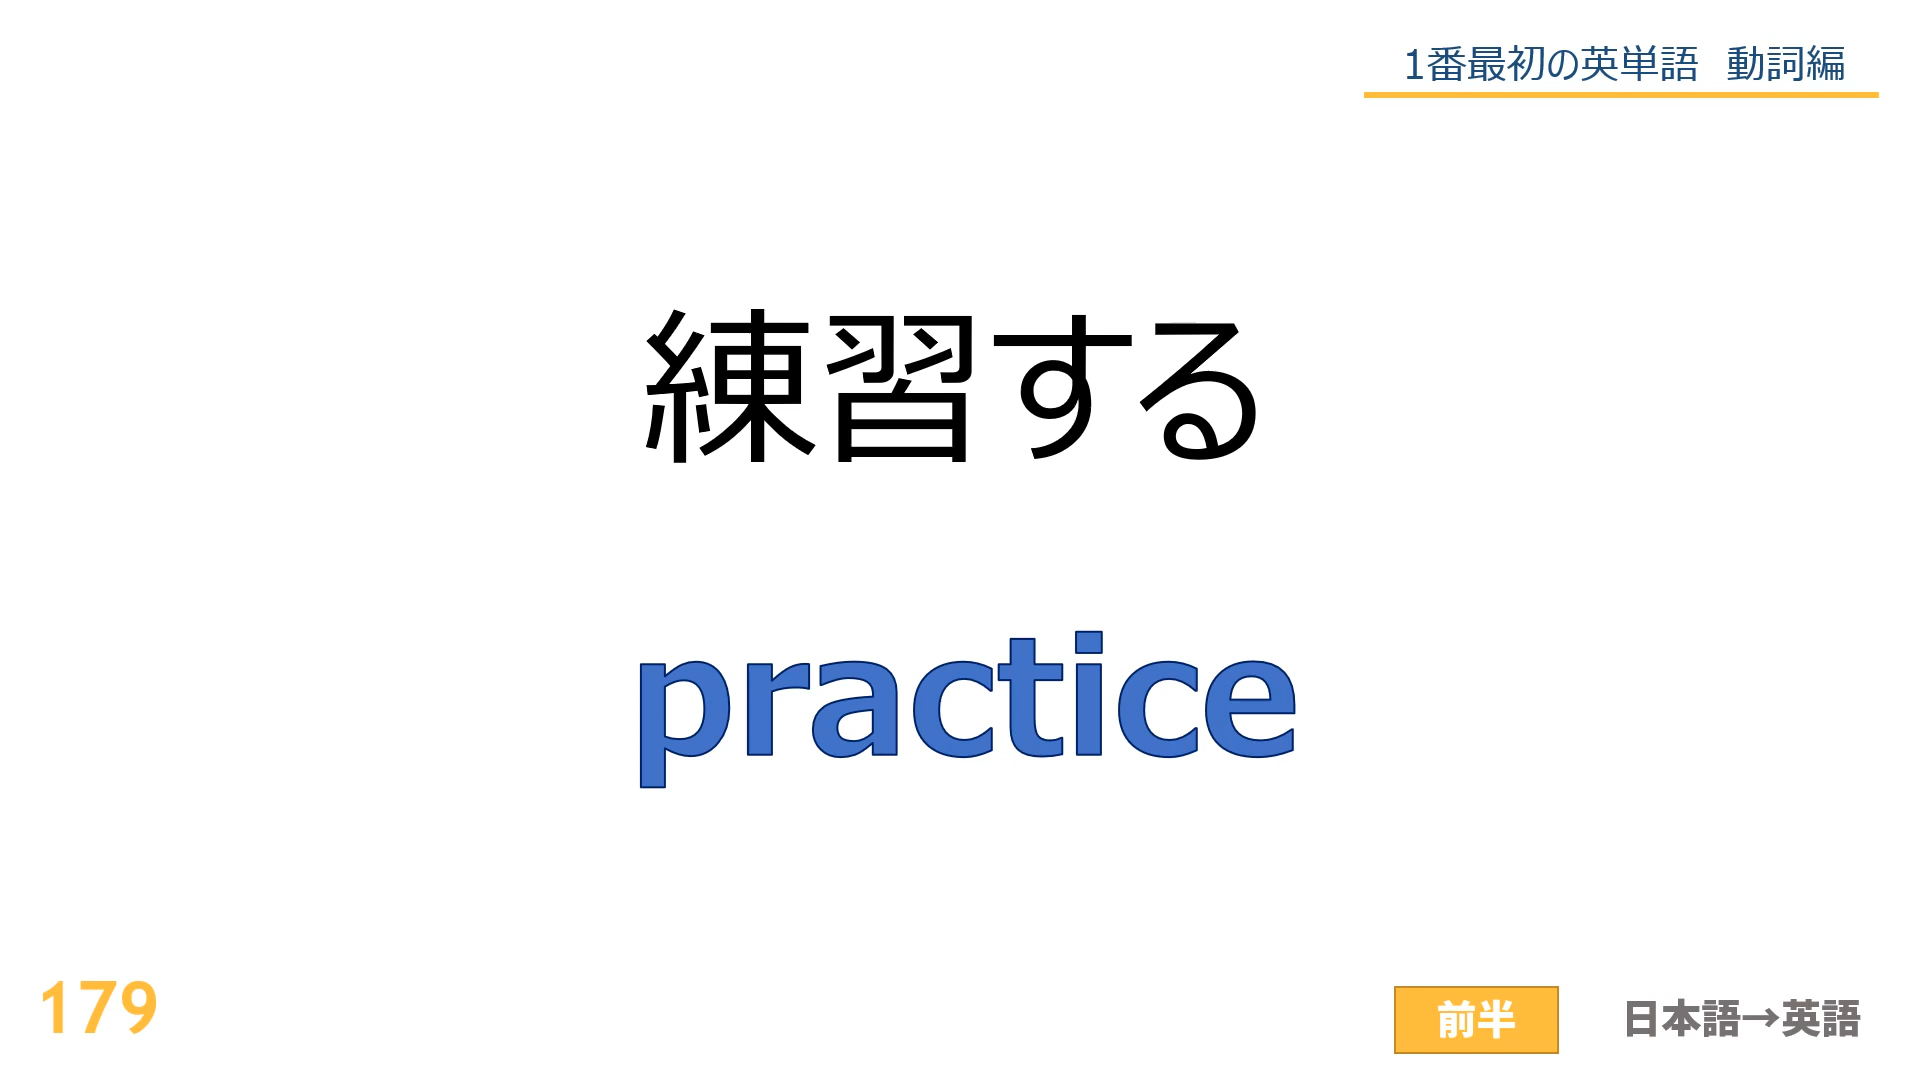 1番最初の英単語　動詞編
練習する
practice
179
前半
日本語→英語